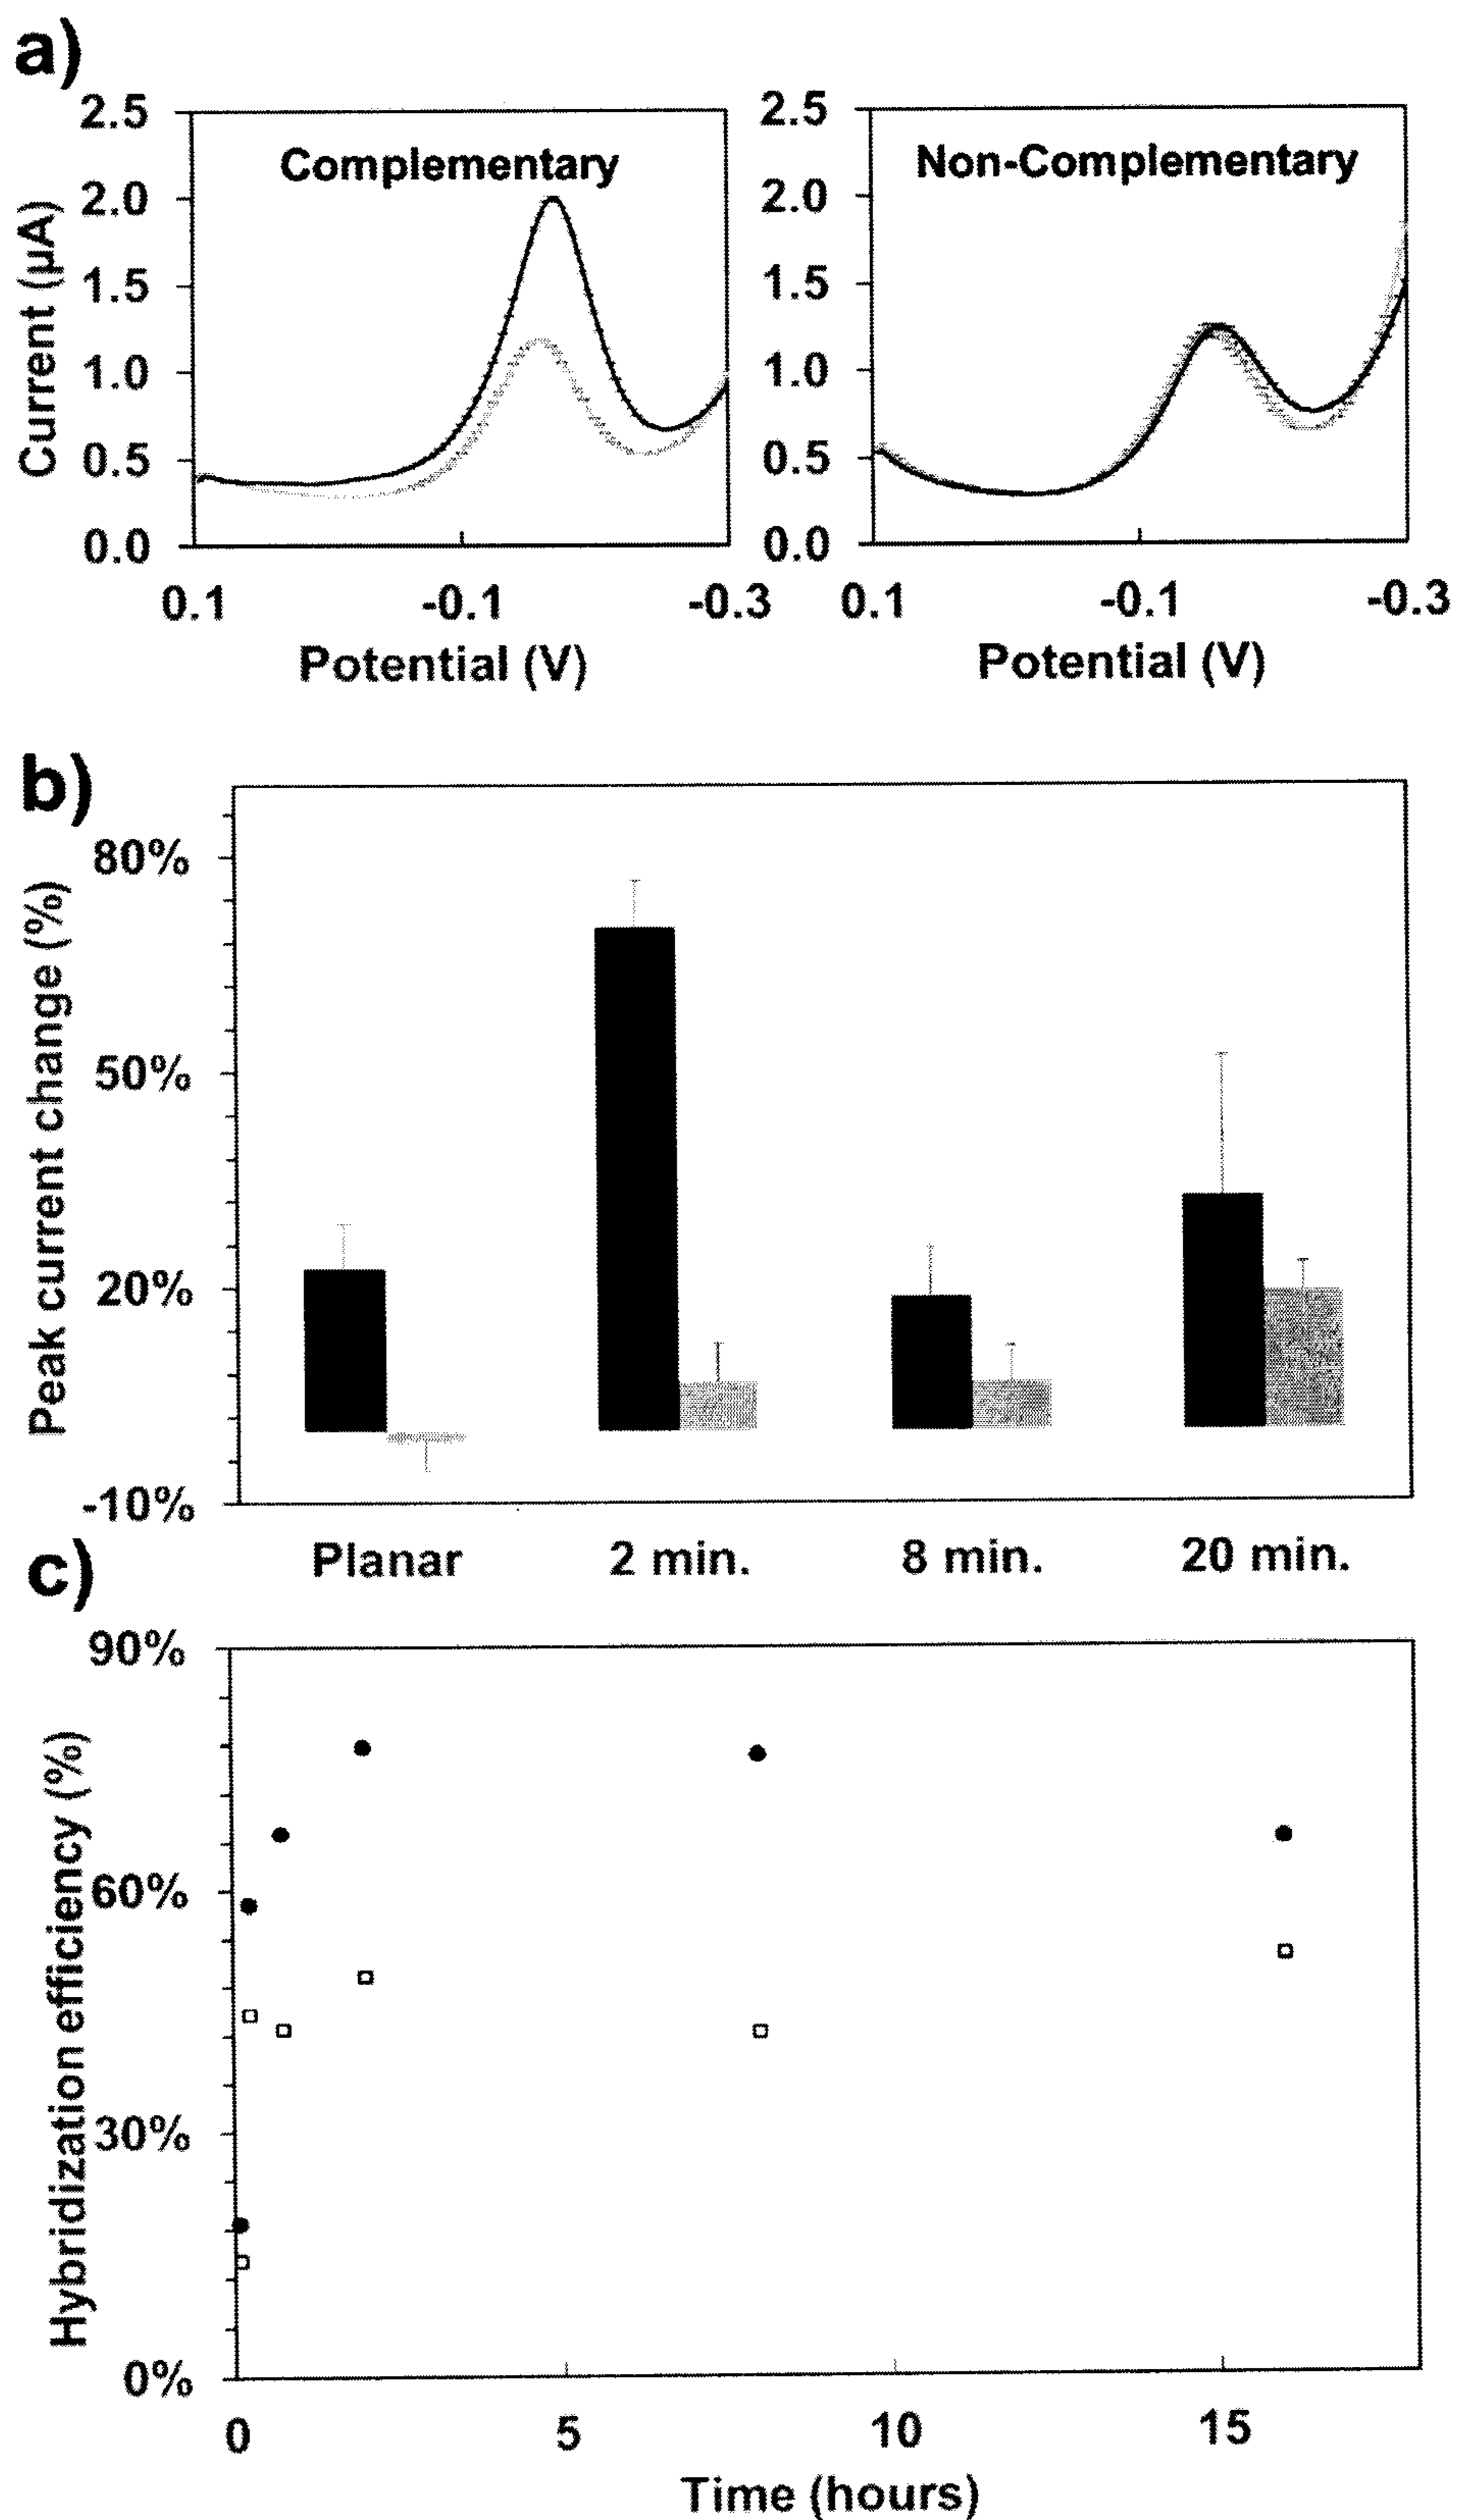 a)
2.5
2.0
1.5
1.0
0.5
0.0
Current (µA)
Complementary
0.1
-0.1
-0.3
Potential (V)
2.5
2.0
1.5
1.0
0.5
0.0
Non-Complementary
0.1
-0.1
-0.3
Potential (V)
b)
80%
50%
20%
-10%
Peak current change (%)
Planar
2 min.
8 min.
20 min.
c)
90%
60%
30%
0%
Hybridization efficiency (%)
0
5
10
15
Time (hours)